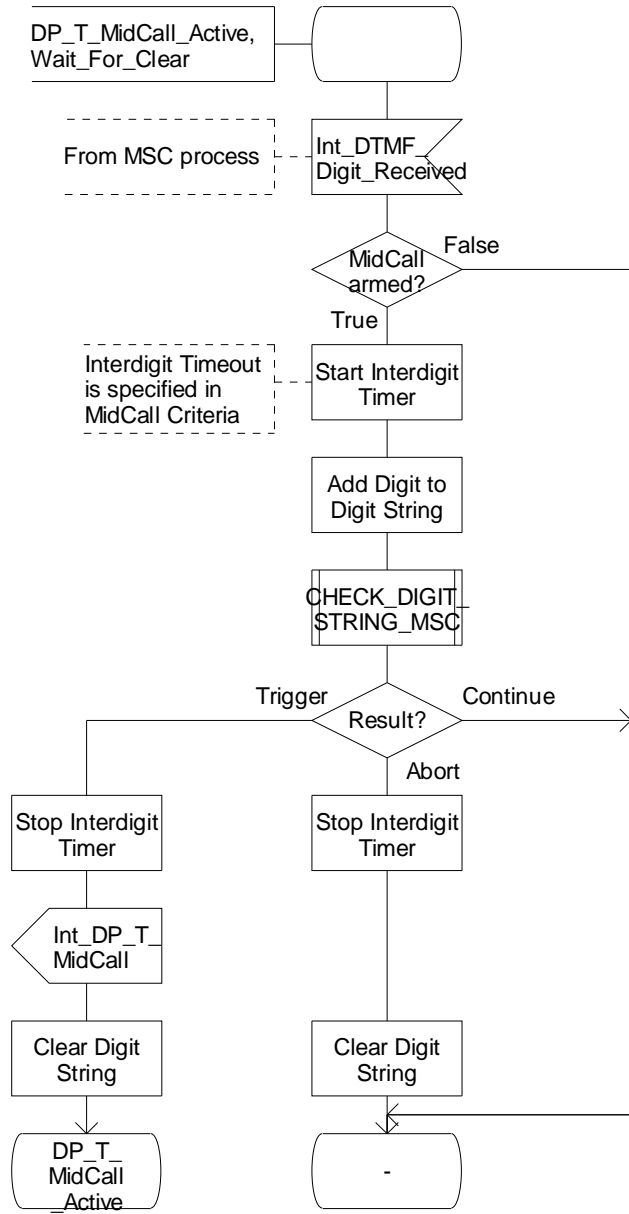 DP_T_MidCall_Active,
Wait_For_Clear
From MSC process
Int_DTMF_
Digit_Received
MidCall
armed?
False
True
Interdigit Timeout
is specified in
MidCall Criteria
Start Interdigit
Timer
Add Digit to
Digit String
CHECK_DIGIT_
STRING_MSC
Trigger
Result?
Continue
Abort
Stop Interdigit
Timer
Stop Interdigit
Timer
Int_DP_T_
MidCall
Clear Digit
String
Clear Digit
String
DP_T_
MidCall
_Active
-